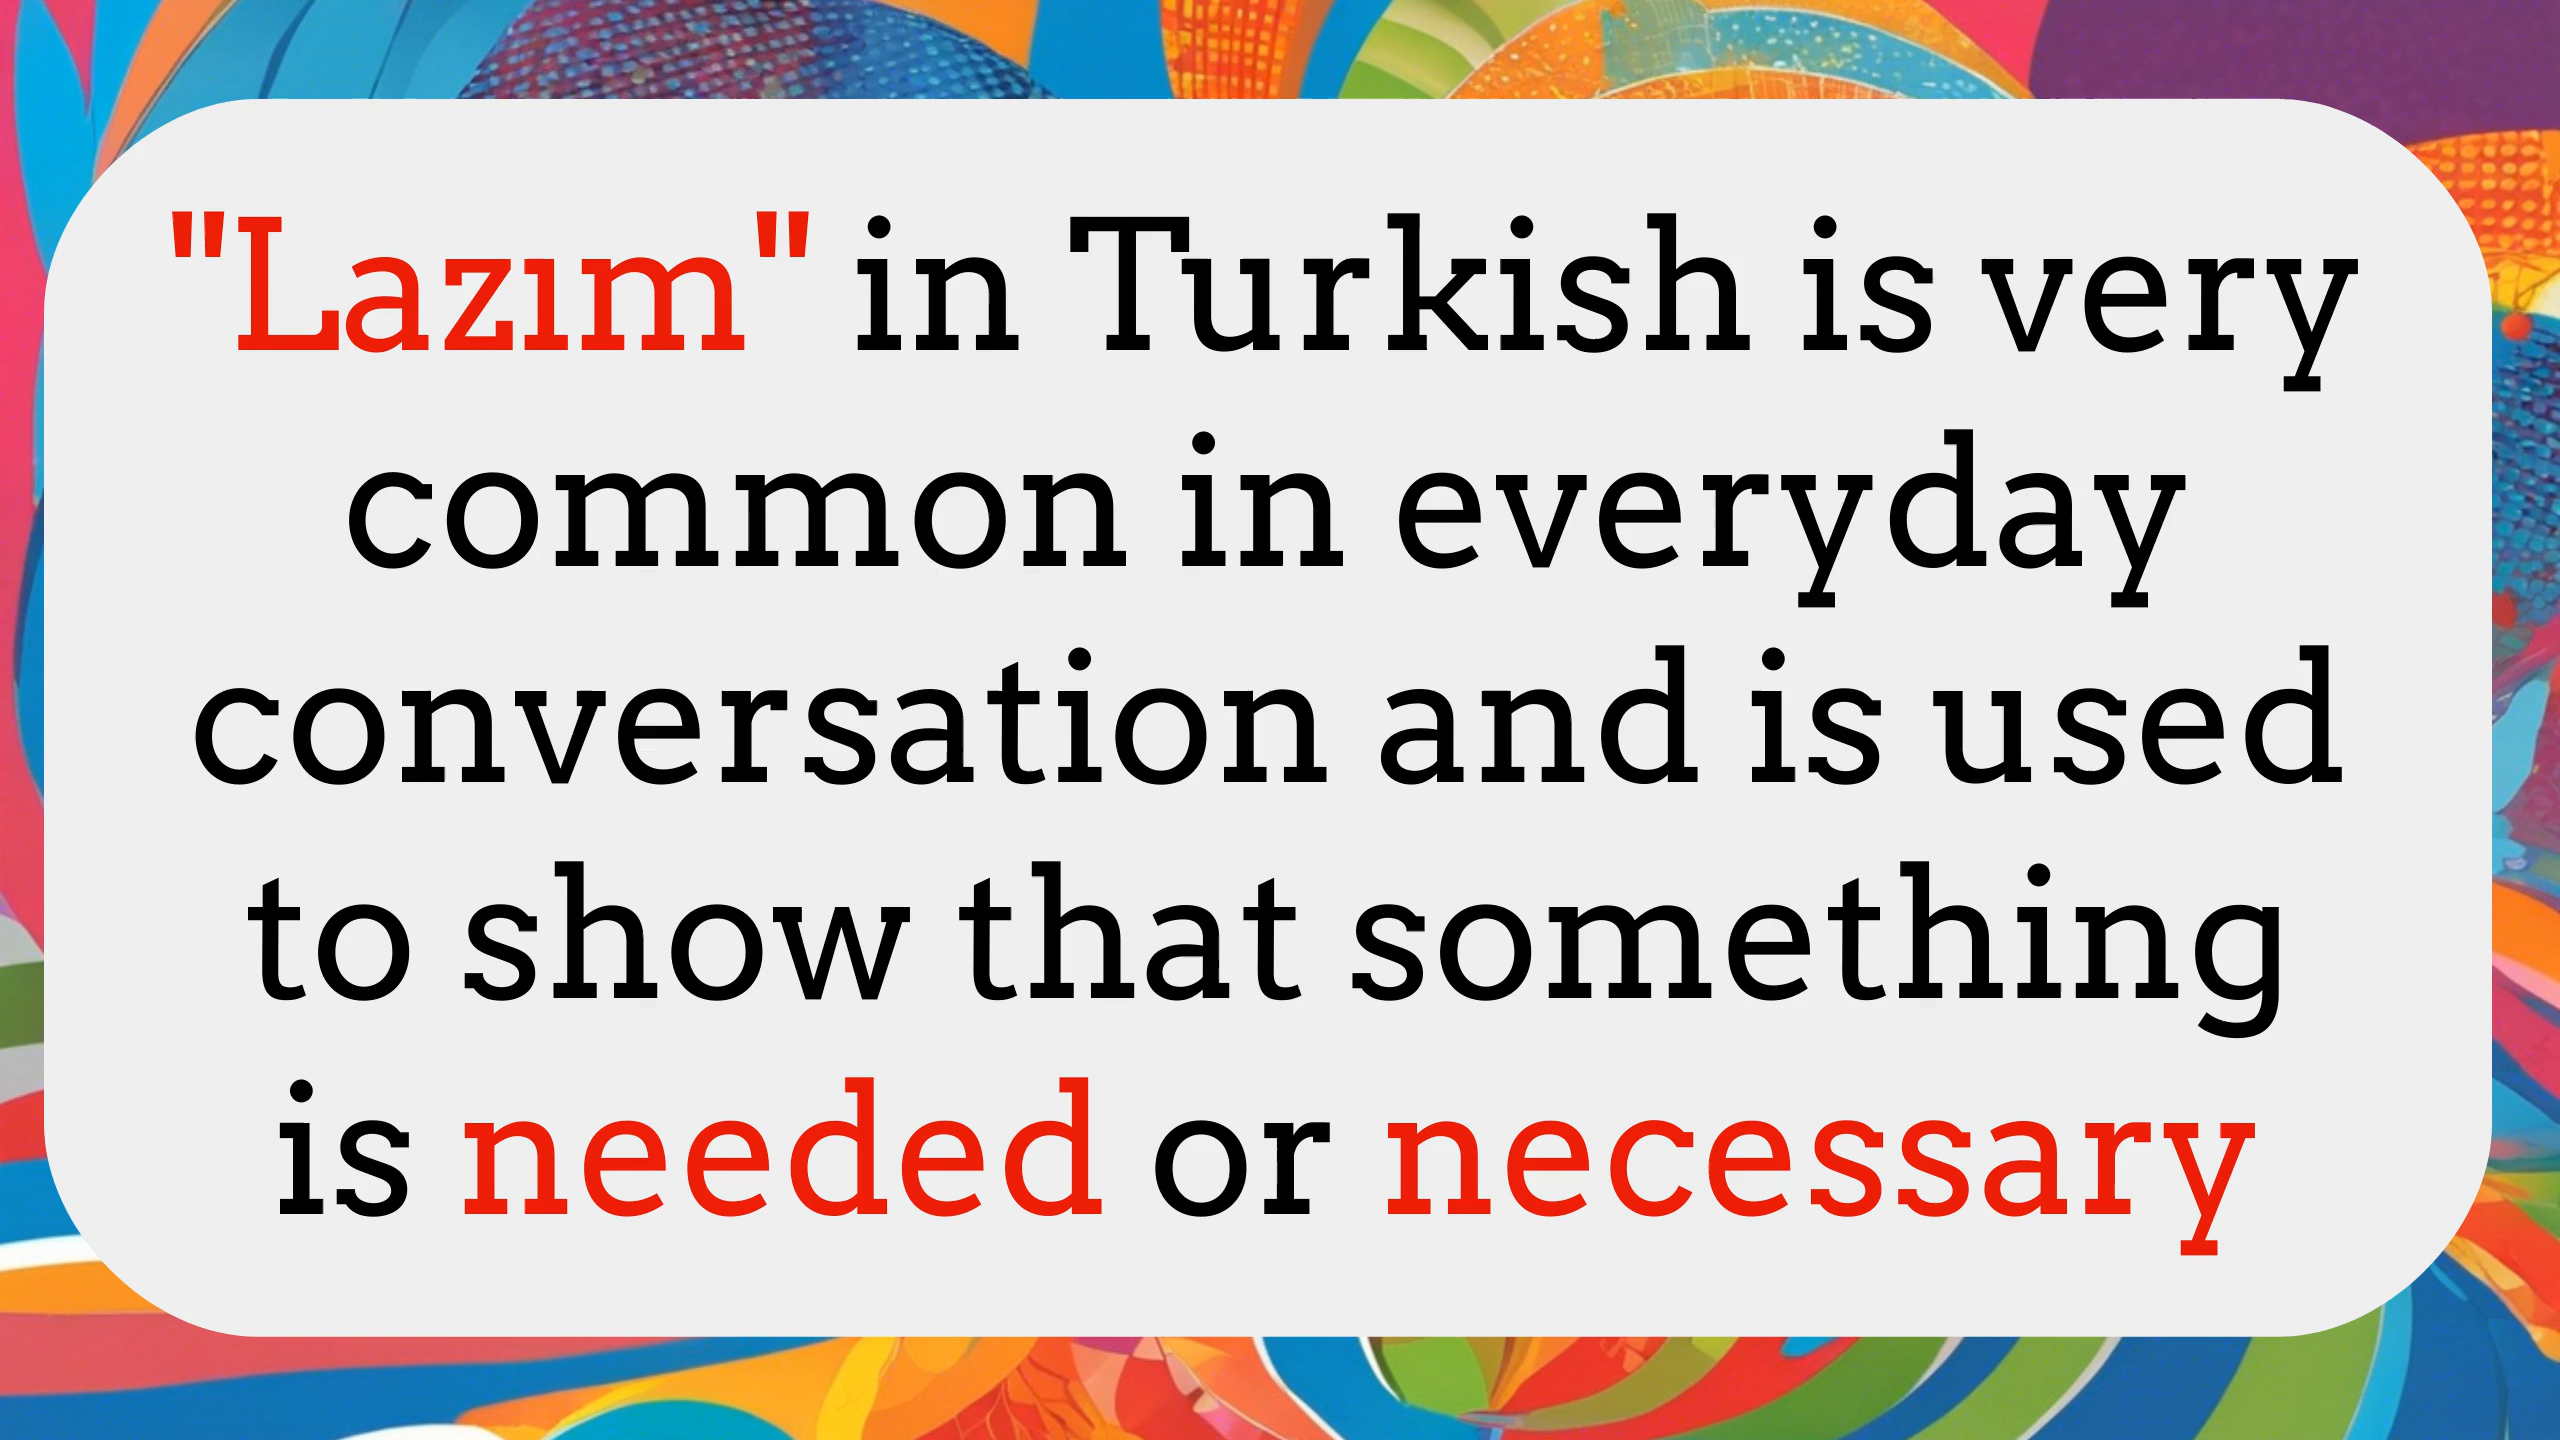 "Lazım" in Turkish is very
common in everyday
conversation and is used
to show that something
is needed or necessary